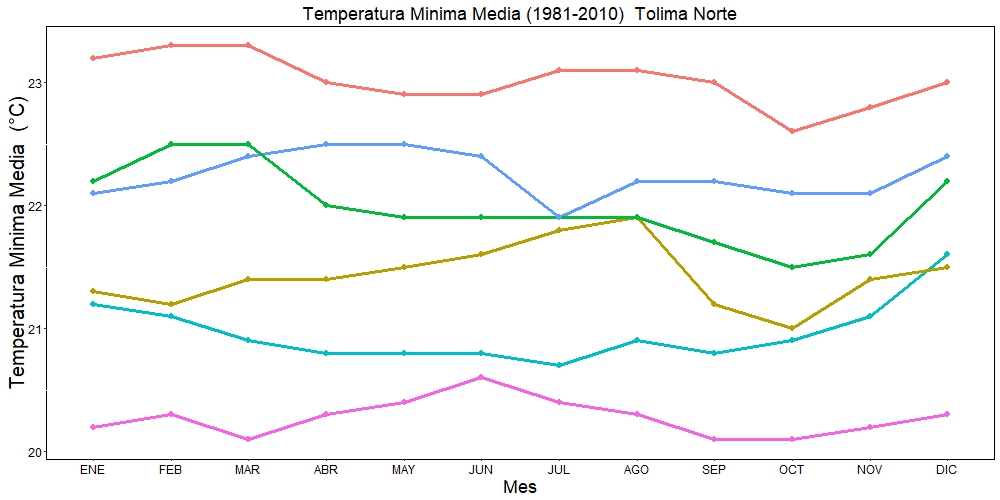 Temperatura Minima Media (1981-2010)  Tolima Norte
Temperatura Minima Media  (°C)
23
22
21
20
ENE FEB MAR ABR MAY JUN JUL AGO SEP OCT NOV DIC
Mes